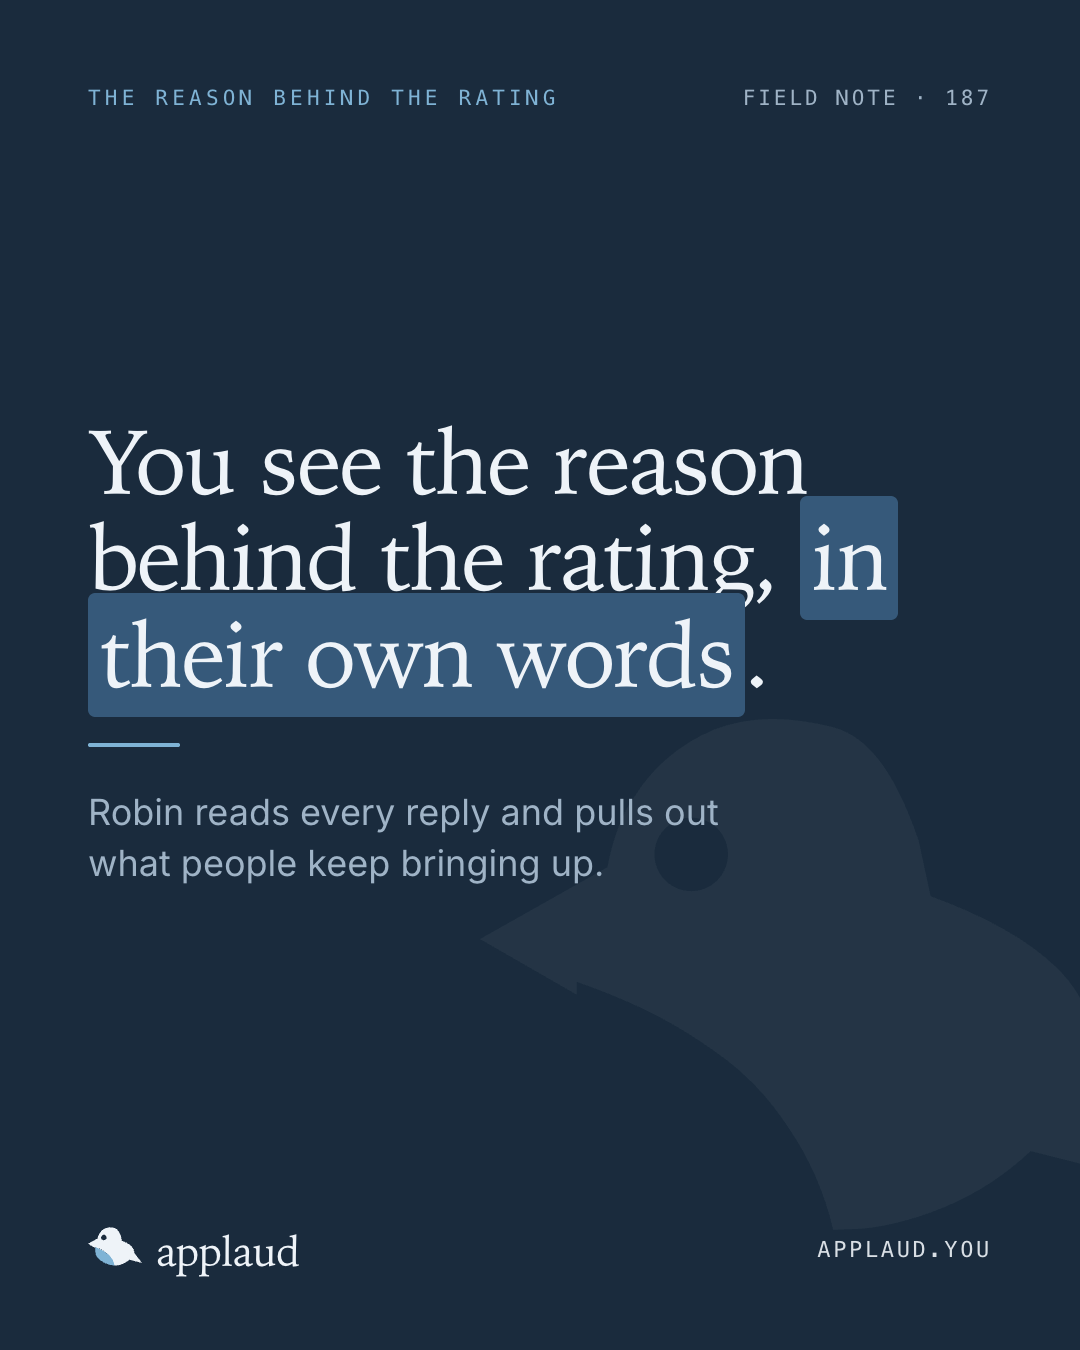 THE REASON BEHIND THE RATING
FIELD NOTE · 187
You see the reason
behind the rating, in
their own words.
Robin reads every reply and pulls out
what people keep bringing up.
applaud
APPLAUD.YOU